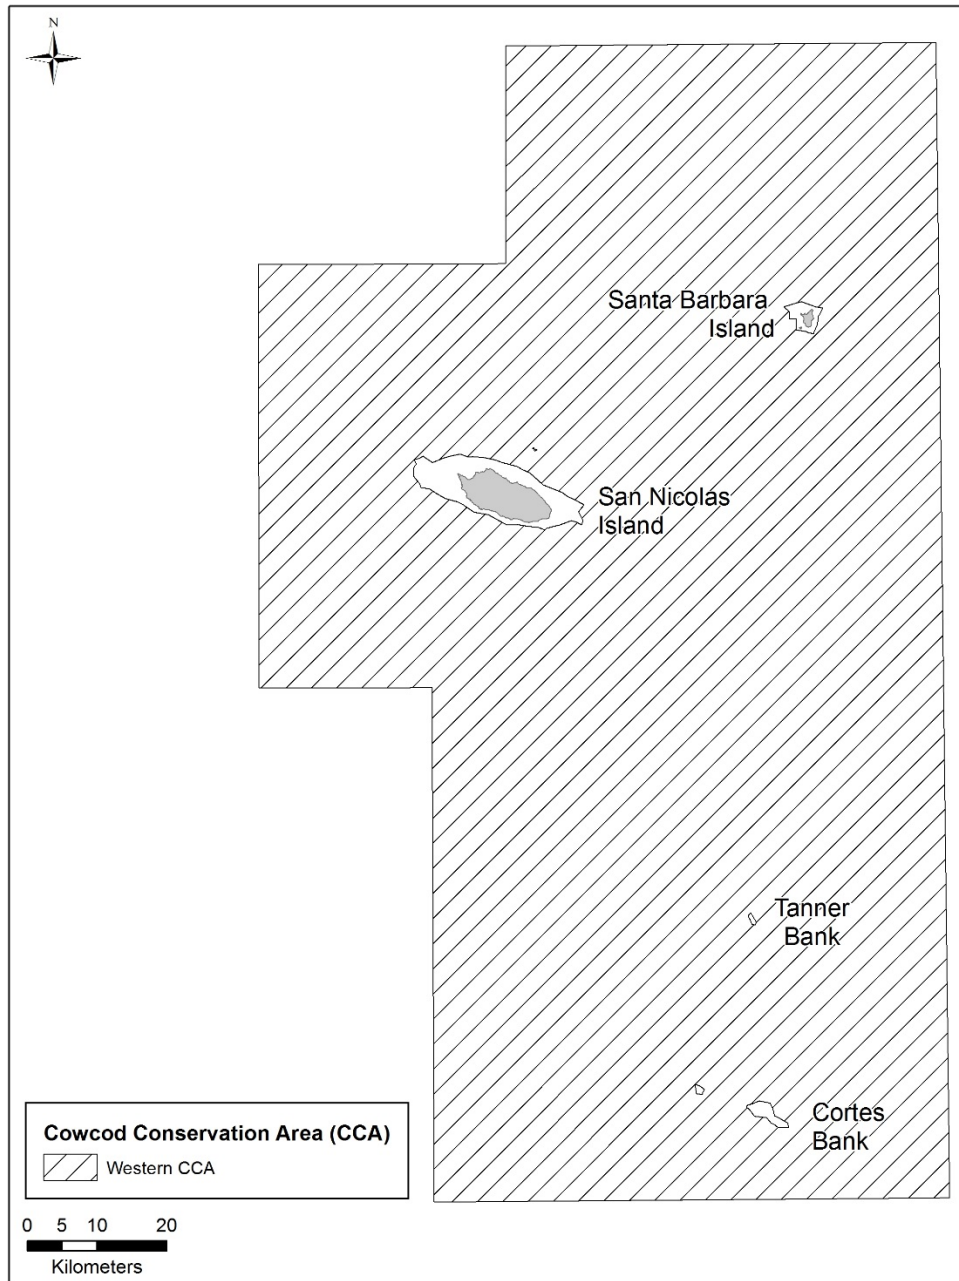 N
Santa Barbara
Island
San Nicolas
Island
Tanner
Bank
Cortes
Bank
Cowcod Conservation Area (CCA)
Western CCA
0 5 10 20
Kilometers